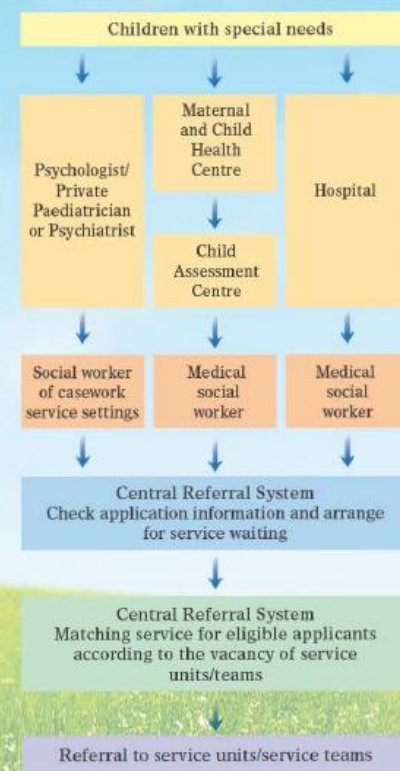 Children with special needs
Psychologist/
Private
Paediatrician
or Psychiatrist
Maternal
and Child
Health
Centre
Child
Assessment
Centre
Hospital
Social worker
of casework
service settings
Medical
social
worker
Medical
social
worker
Central Referral System
Check application information and arrange
for service waiting
Central Referral System
Matching service for eligible applicants
according to the vacancy of service
units/teams
Referral to service units/service teams